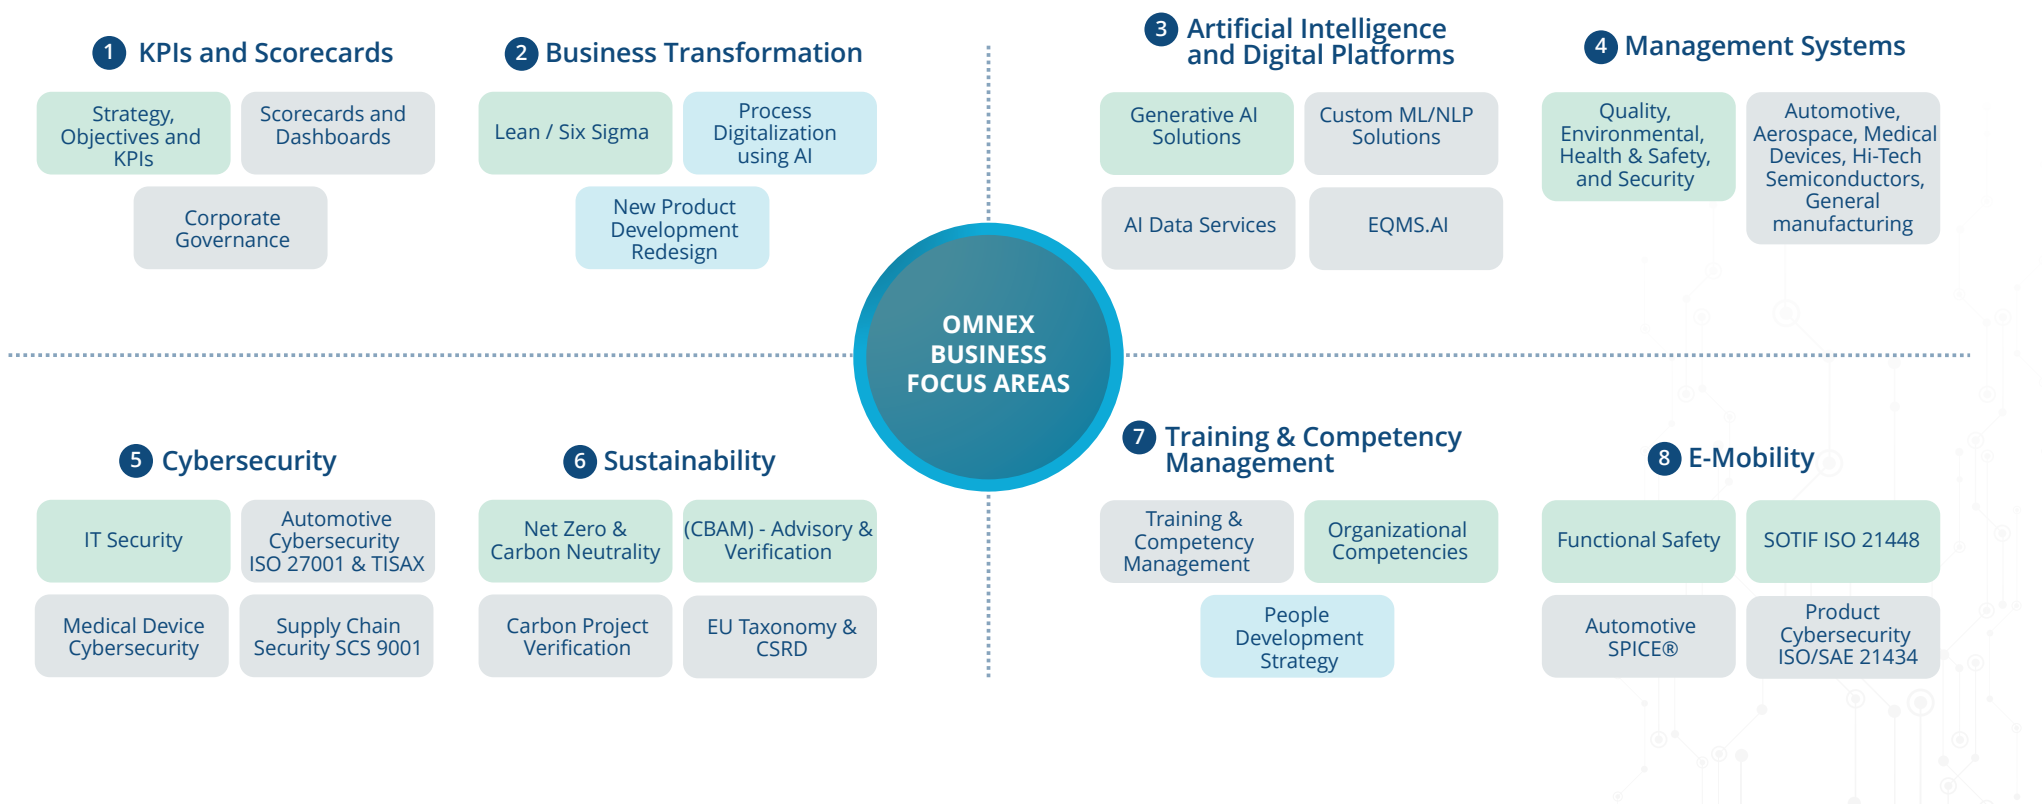 1 KPIs and Scorecards
Strategy,
Objectives and
KPIs
Scorecards and
Dashboards
Corporate
Governance
2 Business Transformation
Lean / Six Sigma
Process
Digitalization
using AI
New Product
Development
Redesign
3 Artificial Intelligence
and Digital Platforms
Generative AI
Solutions
Custom ML/NLP
Solutions
AI Data Services
EQMS.AI
4 Management Systems
Quality,
Environmental,
Health & Safety,
and Security
Automotive,
Aerospace, Medical
Devices, Hi-Tech
Semiconductors,
General
manufacturing
OMNEX
BUSINESS
FOCUS AREAS
5 Cybersecurity
IT Security
Automotive
Cybersecurity
ISO 27001 & TISAX
Medical Device
Cybersecurity
Supply Chain
Security SCS 9001
6 Sustainability
Net Zero &
Carbon Neutrality
(CBAM) - Advisory &
Verification
Carbon Project
Verification
EU Taxonomy &
CSRD
7 Training & Competency
Management
Training &
Competency
Management
Organizational
Competencies
People
Development
Strategy
8 E-Mobility
Functional Safety
SOTIF ISO 21448
Automotive
SPICE®
Product
Cybersecurity
ISO/SAE 21434